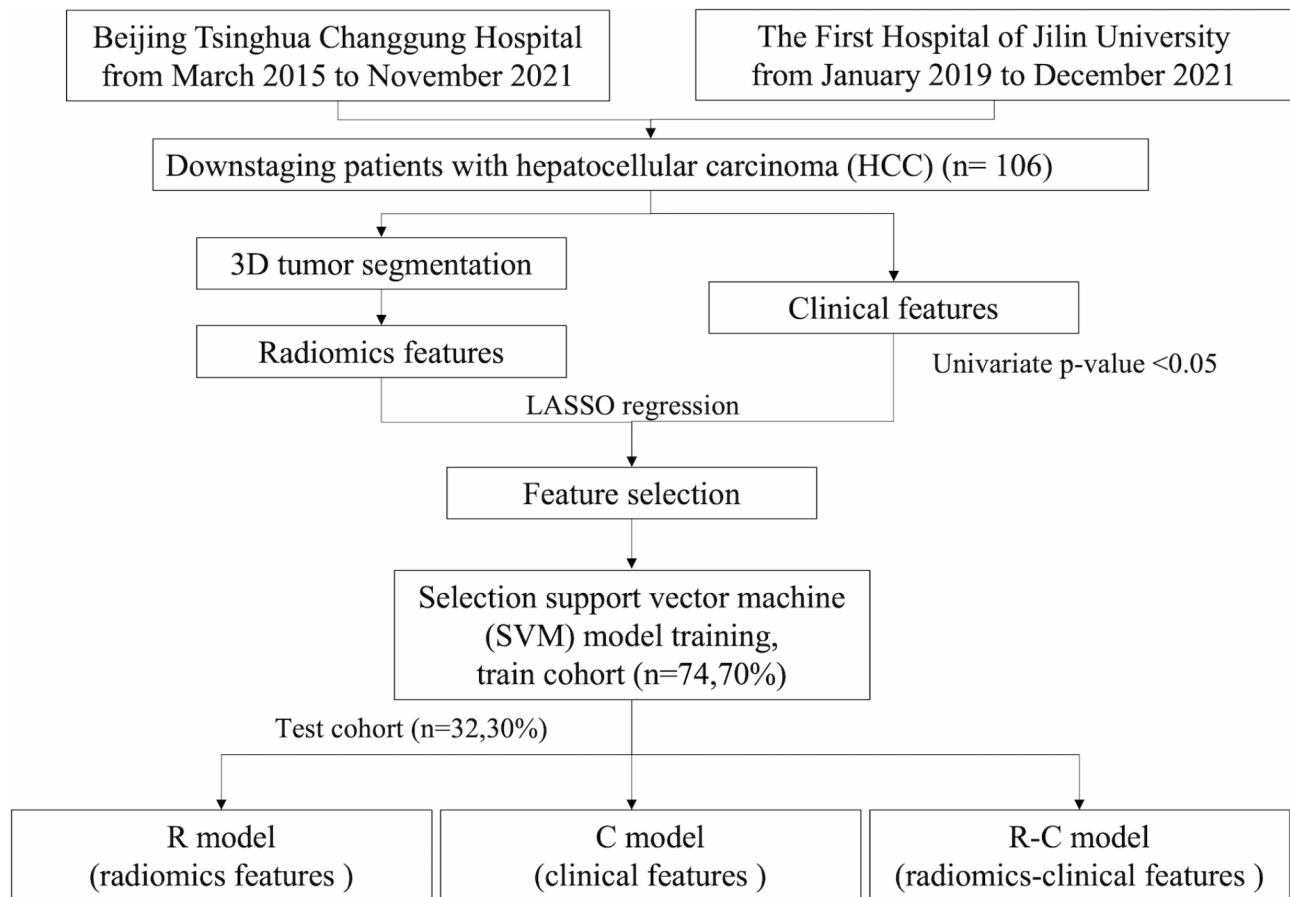 Beijing Tsinghua Changgung Hospital
from March 2015 to November 2021
The First Hospital of Jilin University
from January 2019 to December 2021
Downstaging patients with hepatocellular carcinoma (HCC) (n= 106)
3D tumor segmentation
Clinical features
Radiomics features
Univariate p-value <0.05
LASSO regression
Feature selection
Selection support vector machine
(SVM) model training,
train cohort (n=74,70%)
Test cohort (n=32,30%)
R model
(radiomics features )
C model
(clinical features )
R-C model
(radiomics-clinical features )